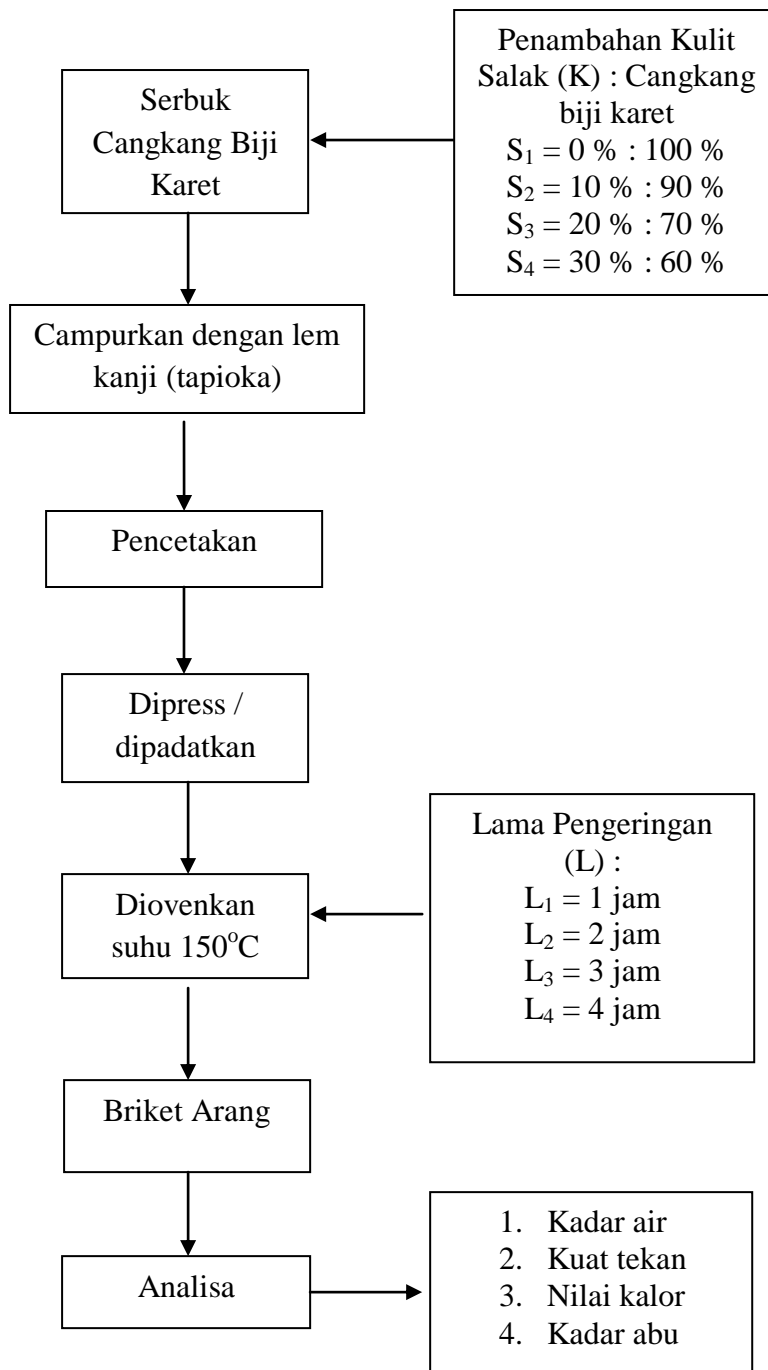 Serbuk
Cangkang Biji
Karet
Penambahan Kulit
Salak (K) : Cangkang
biji karet
S₁ = 0 % : 100 %
S₂ = 10 % : 90 %
S₃ = 20 % : 70 %
S₄ = 30 % : 60 %
Campurkan dengan lem
kanji (tapioka)
Pencetakan
Dipress /
dipadatkan
Diovenkan
suhu 150°C
Lama Pengeringan
(L) :
L₁ = 1 jam
L₂ = 2 jam
L₃ = 3 jam
L₄ = 4 jam
Briket Arang
Analisa
1. Kadar air
2. Kuat tekan
3. Nilai kalor
4. Kadar abu